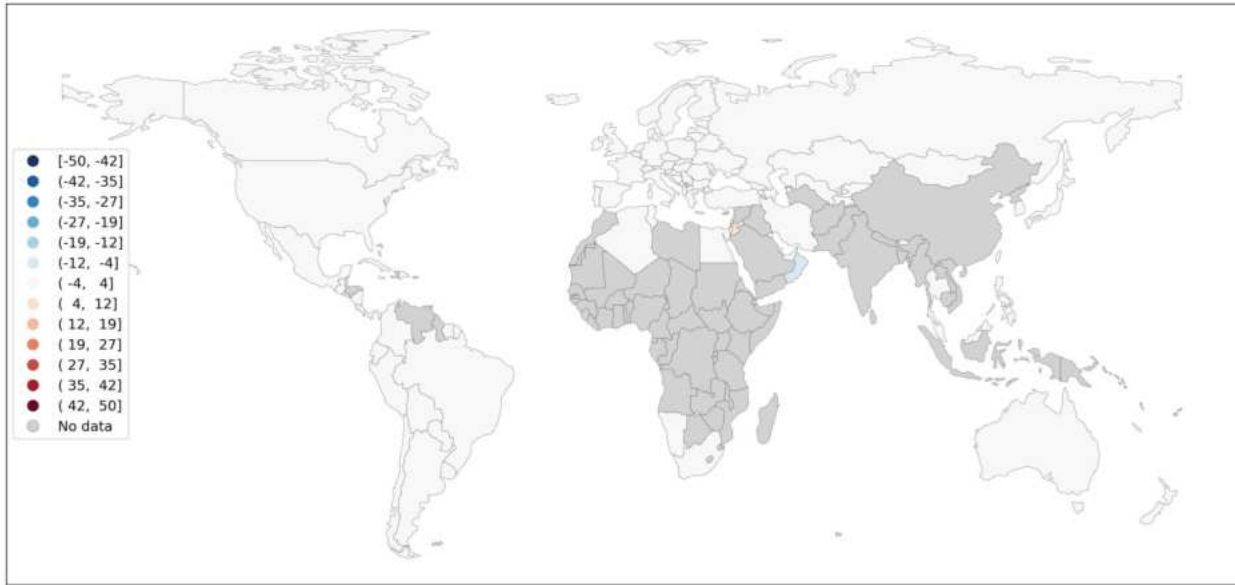 [-50, -42]
(-42, -35]
(-35, -27]
(-27, -19]
(-19, -12]
(-12, -4]
( -4, 4]
( 4, 12]
( 12, 19]
( 19, 27]
( 27, 35]
( 35, 42]
( 42, 50]
No data